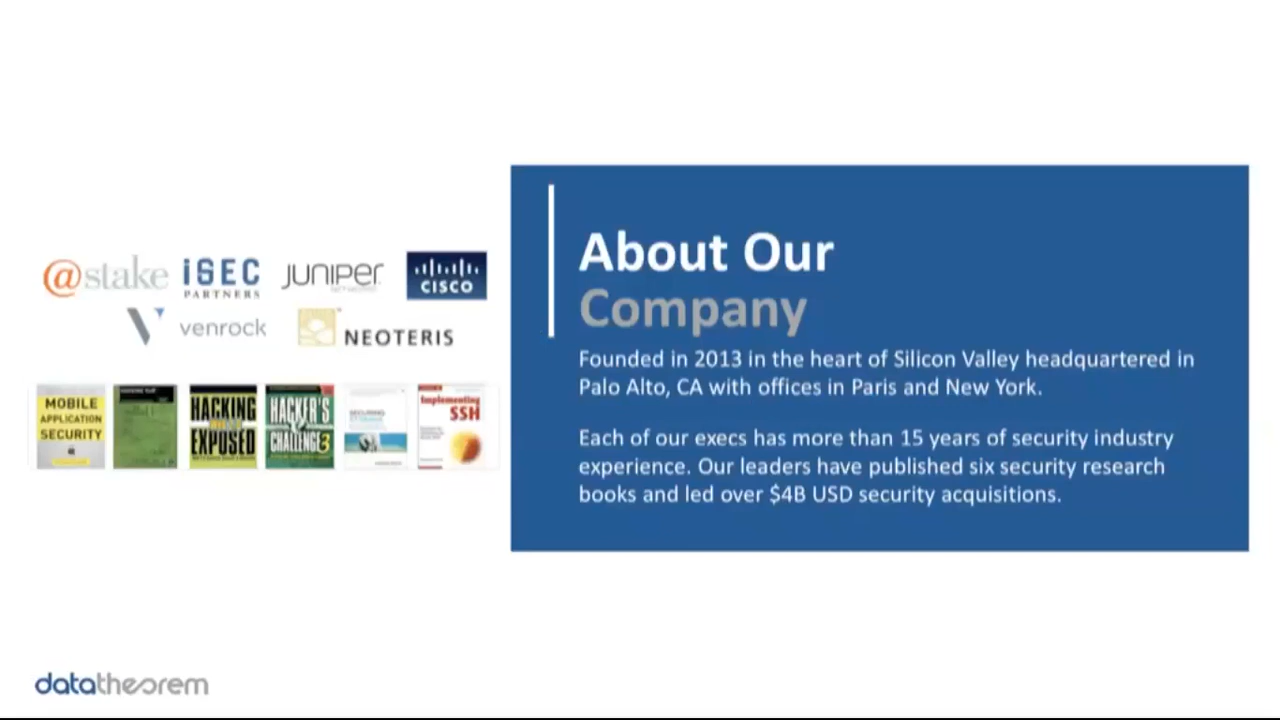 @stake
iSEC
PARTNERS
JUNIPER
NETWORKS
CISCO
venrock
NEOTERIS
MOBILE
APPLICATION
SECURITY
HACKING
EXPOSED
HACKER'S
CHALLENGE 3
SECURING
STORAGE
Implementing
SSH
About Our
Company
Founded in 2013 in the heart of Silicon Valley headquartered in
Palo Alto, CA with offices in Paris and New York.
Each of our execs has more than 15 years of security industry
experience. Our leaders have published six security research
books and led over $4B USD security acquisitions.
datatheorem